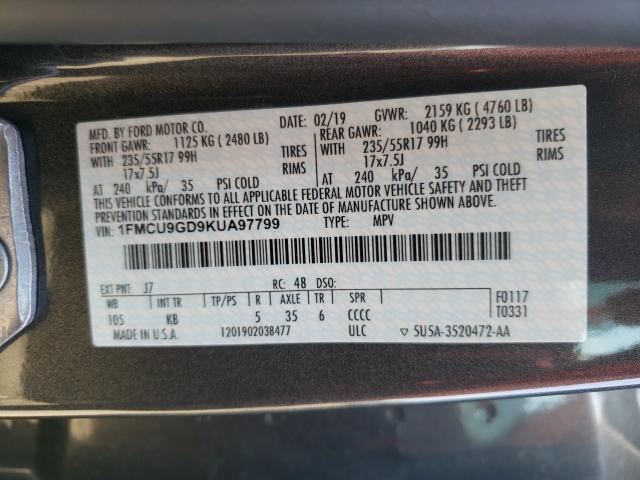 MFD. BY FORD MOTOR CO. DATE: 02/19 GVWR: 2159 KG ( 4760 LB)
FRONT GAWR: 1125 KG ( 2480 LB) REAR GAWR: 1040 KG ( 2293 LB)
WITH 235/55R17 99H TIRES WITH 235/55R17 99H TIRES
17x7.5J RIMS 17x7.5J RIMS
AT 240 kPa/ 35 PSI COLD AT 240 kPa/ 35 PSI COLD
THIS VEHICLE CONFORMS TO ALL APPLICABLE FEDERAL MOTOR VEHICLE SAFETY AND THEFT
PREVENTION STANDARDS IN EFFECT ON THE DATE OF MANUFACTURE SHOWN ABOVE.
VIN: 1FMCU9GD9KUA97799 TYPE: MPV
EXT PNT: J7 RC: 48 DSO:
WB INT TR TP/PS R AXLE TR SPR F0117
105 KB 5 35 6 CCCC T0331
MADE IN U.S.A. 1201902038477 ULC ▽ 5U5A-3520472-AA